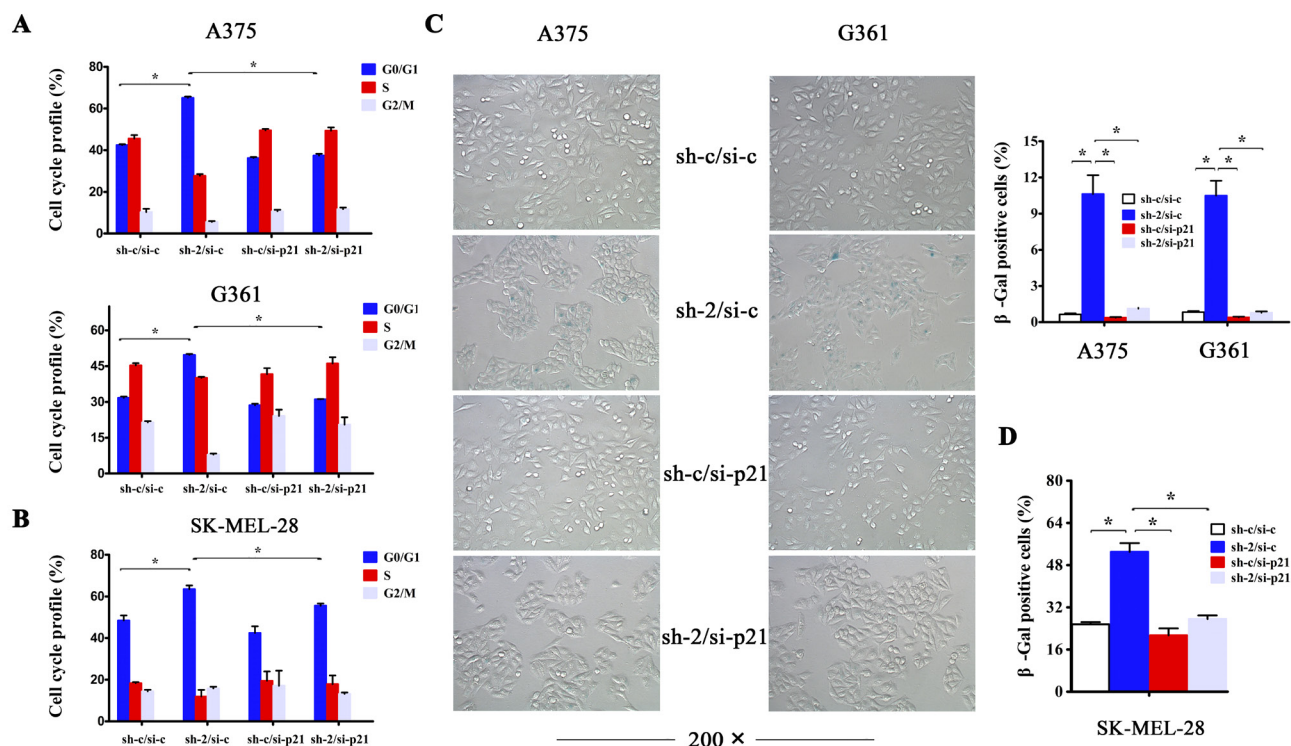 A
A375
Cell cycle profile (%)
80
60
40
20
0
* *
G0/G1
S
G2/M
sh-c/si-c sh-2/si-c sh-c/si-p21 sh-2/si-p21
G361
Cell cycle profile (%)
60
45
30
15
0
* *
G0/G1
S
G2/M
sh-c/si-c sh-2/si-c sh-c/si-p21 sh-2/si-p21
B
SK-MEL-28
Cell cycle profile (%)
80
60
40
20
0
* *
G0/G1
S
G2/M
sh-c/si-c sh-2/si-c sh-c/si-p21 sh-2/si-p21
C
A375 G361
sh-c/si-c
sh-2/si-c
sh-c/si-p21
sh-2/si-p21
200 ×
β -Gal positive cells (%)
15
12
9
6
3
0
* *
* * * *
sh-c/si-c
sh-2/si-c
sh-c/si-p21
sh-2/si-p21
A375 G361
D
β -Gal positive cells (%)
80
64
48
32
16
0
*
* *
sh-c/si-c
sh-2/si-c
sh-c/si-p21
sh-2/si-p21
SK-MEL-28